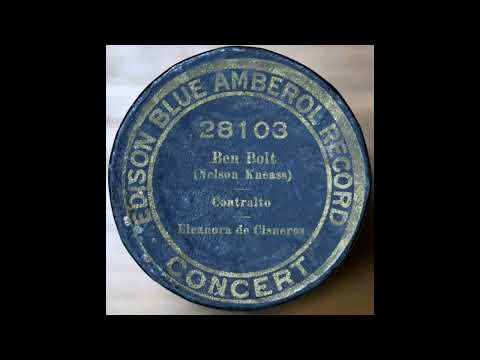 EDISON BLUE AMBEROL RECORD
28103
Ben Bolt
(Nelson Kneass)
Contralto
Eleanora de Cisneros
CONCERT